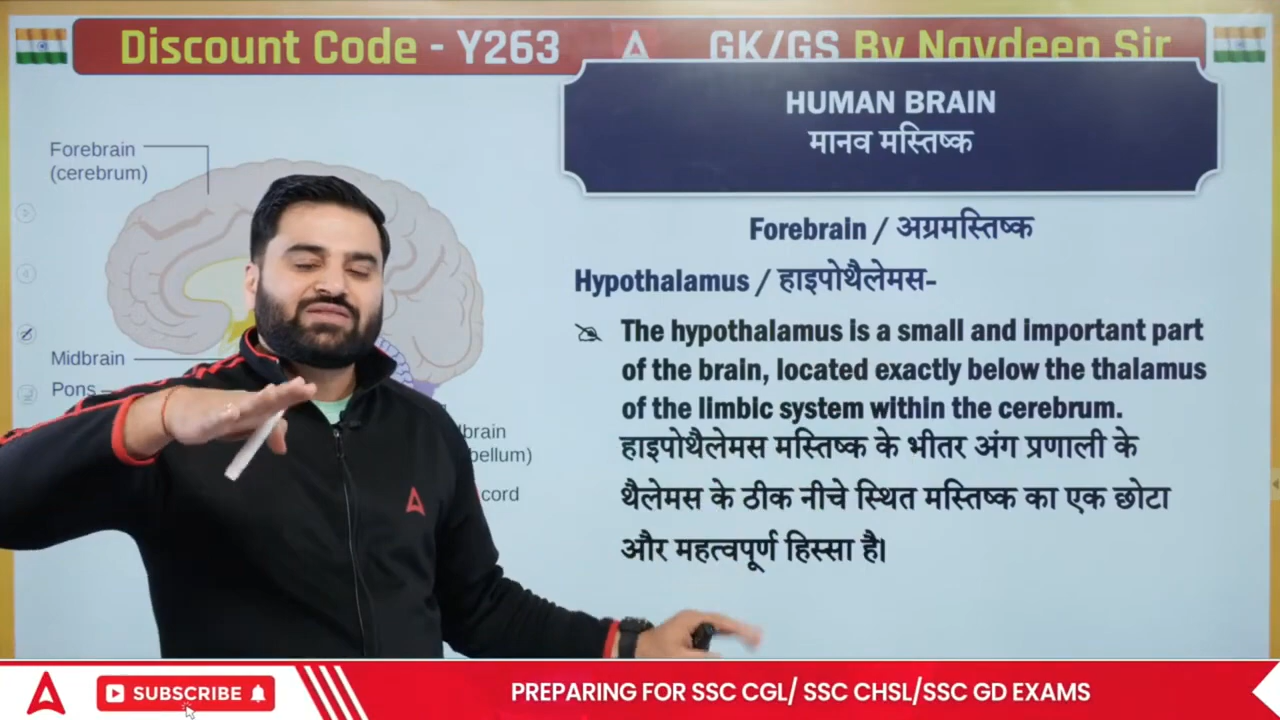 Discount Code - Y263
GK/GS By Navdeep Sir
HUMAN BRAIN
मानव मस्तिष्क
Forebrain
(cerebrum)
Midbrain
Pons
cord
Forebrain / अग्रमस्तिष्क
Hypothalamus / हाइपोथैलेमस-
The hypothalamus is a small and important part
of the brain, located exactly below the thalamus
of the limbic system within the cerebrum.
हाइपोथैलेमस मस्तिष्क के भीतर अंग प्रणाली के
थैलेमस के ठीक नीचे स्थित मस्तिष्क का एक छोटा
और महत्वपूर्ण हिस्सा है।
SUBSCRIBE
PREPARING FOR SSC CGL/ SSC CHSL/SSC GD EXAMS